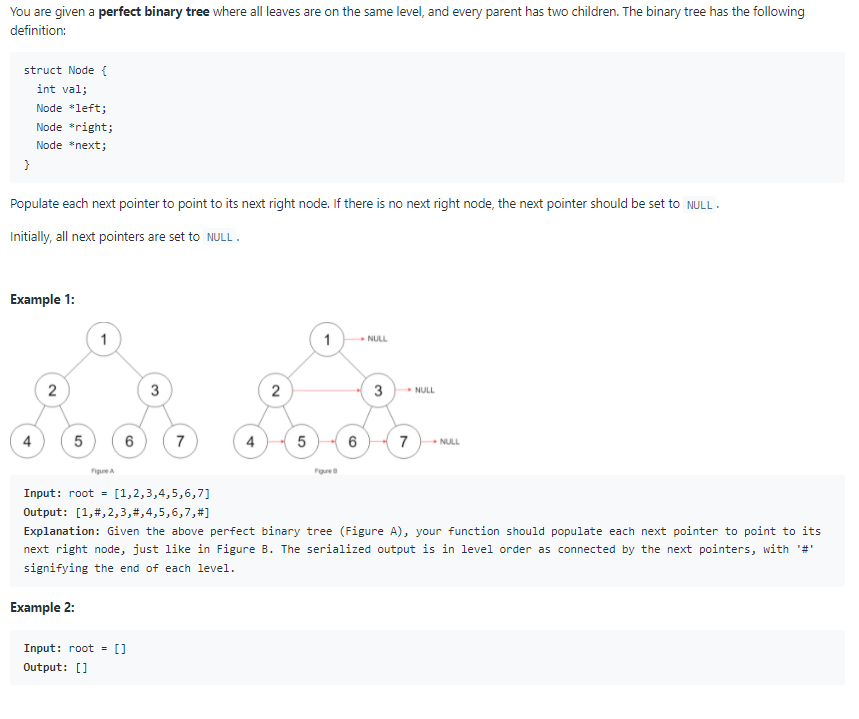 You are given a perfect binary tree where all leaves are on the same level, and every parent has two children. The binary tree has the following
definition:
struct Node {
int val;
Node *left;
Node *right;
Node *next;
}
Populate each next pointer to point to its next right node. If there is no next right node, the next pointer should be set to NULL .
Initially, all next pointers are set to NULL .
Example 1:
1 1 NULL
2 3 2 3 NULL
4 5 6 7 4 5 6 7 NULL
Figure A Figure B
Input: root = [1,2,3,4,5,6,7]
Output: [1,#,2,3,#,4,5,6,7,#]
Explanation: Given the above perfect binary tree (Figure A), your function should populate each next pointer to point to its
next right node, just like in Figure B. The serialized output is in level order as connected by the next pointers, with '#'
signifying the end of each level.
Example 2:
Input: root = []
Output: []